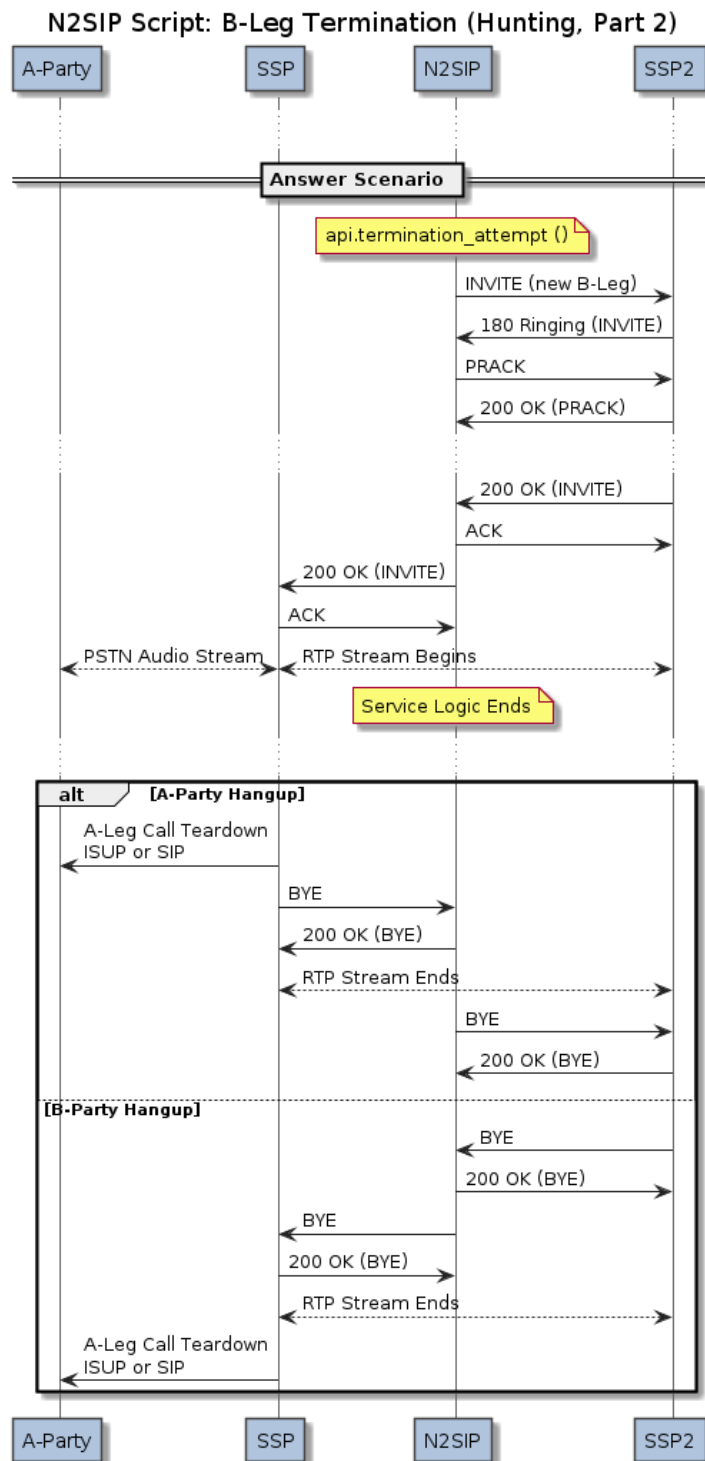 N2SIP Script: B-Leg Termination (Hunting, Part 2)
A-Party SSP N2SIP SSP2
Answer Scenario
api.termination_attempt ()
INVITE (new B-Leg)
180 Ringing (INVITE)
PRACK
200 OK (PRACK)
200 OK (INVITE)
ACK
200 OK (INVITE)
ACK
PSTN Audio Stream RTP Stream Begins
Service Logic Ends
alt [A-Party Hangup]
A-Leg Call Teardown
ISUP or SIP
BYE
200 OK (BYE)
RTP Stream Ends
BYE
200 OK (BYE)
[B-Party Hangup]
BYE
200 OK (BYE)
BYE
200 OK (BYE)
RTP Stream Ends
A-Leg Call Teardown
ISUP or SIP
A-Party SSP N2SIP SSP2